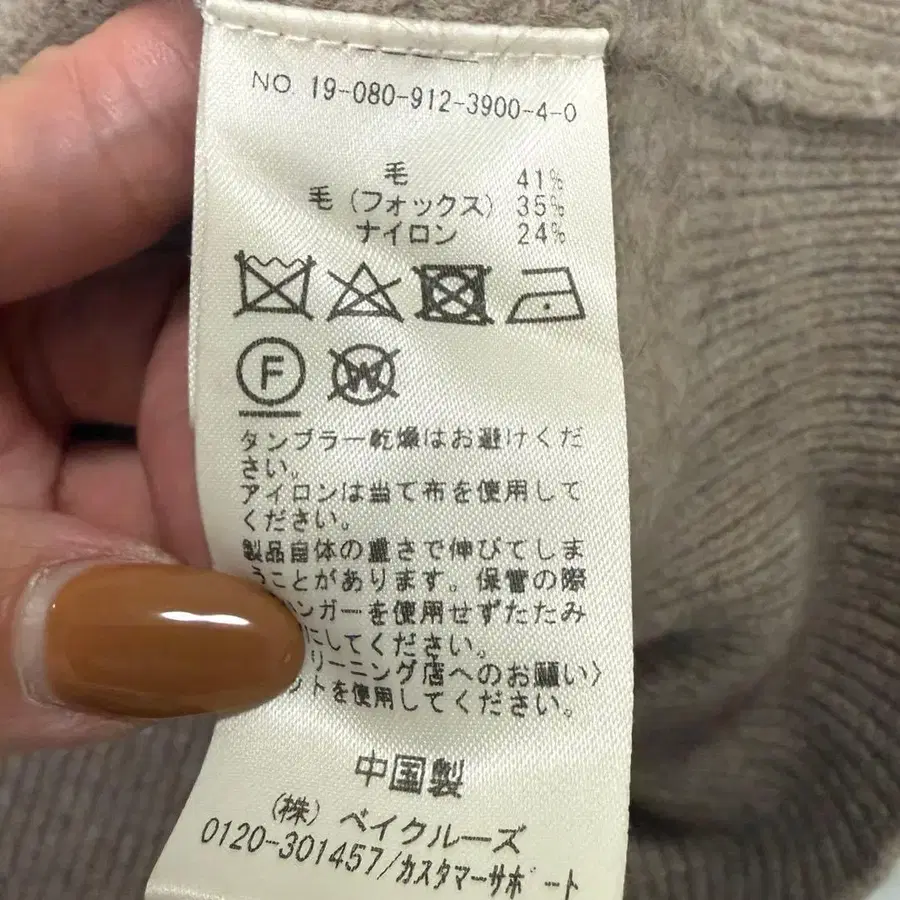 NO 19-080-912-3900-4-0
毛 41%
毛(フォックス) 35%
ナイロン 24%
F W
タンブラー乾燥はお避けくだ
さい。
アイロンは当て布を使用して
ください。
製品自体の重さで伸びてしま
うことがあります。保管の際
ンガーを使用せずたたみ
にしてください。
リーニング店へのお願い〉
ットを使用してください。
中国製
(株) ベイクルーズ
0120-301457/カスタマーサポート